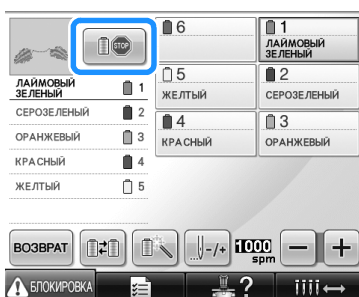 STOP
ЛАЙМОВЫЙ
ЗЕЛЕНЫЙ
1
СЕРОЗЕЛЕНЫЙ
2
ОРАНЖЕВЫЙ
3
КРАСНЫЙ
4
ЖЕЛТЫЙ
5
6
1
ЛАЙМОВЫЙ
ЗЕЛЕНЫЙ
5
ЖЕЛТЫЙ
2
СЕРОЗЕЛЕНЫЙ
4
КРАСНЫЙ
3
ОРАНЖЕВЫЙ
ВОЗВРАТ
-/+
1000
spm
− +
БЛОКИРОВКА
?